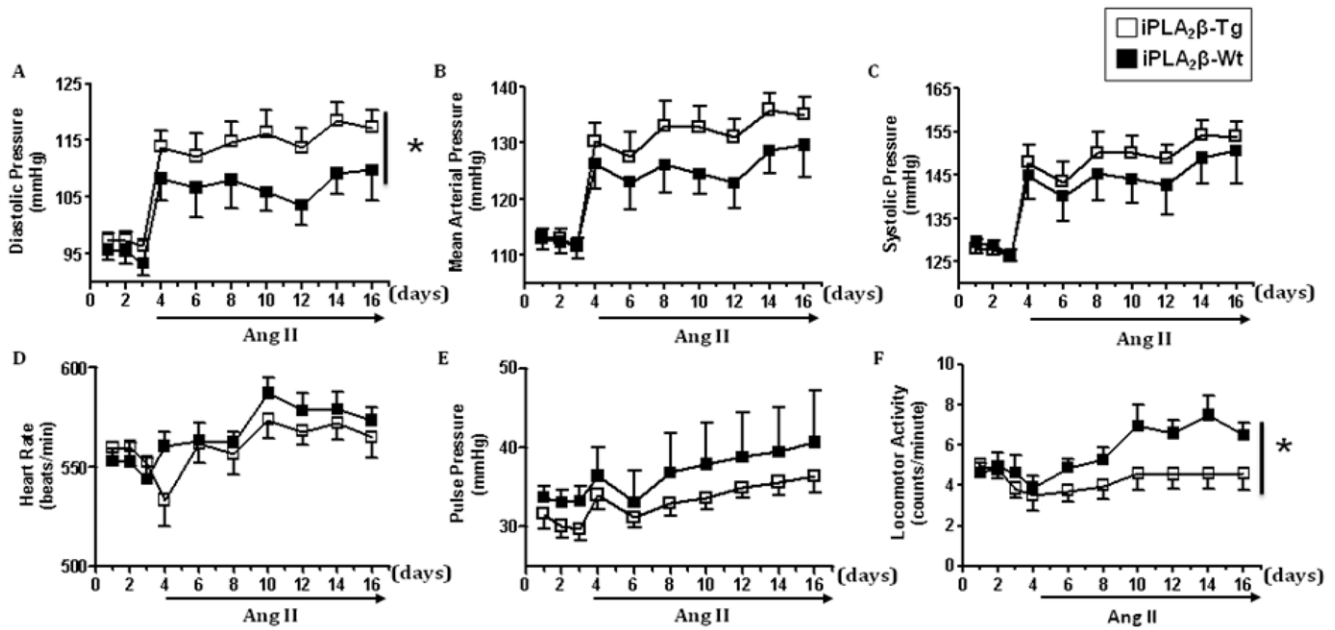 iPLA₂β-Tg
iPLA₂β-Wt
A
Diastolic Pressure
(mmHg)
125
115
105
95
*
0 2 4 6 8 10 12 14 16 (days)
Ang II
B
Mean Arterial Pressure
(mmHg)
140
130
120
110
0 2 4 6 8 10 12 14 16 (days)
Ang II
C
Systolic Pressure
(mmHg)
165
155
145
135
125
0 2 4 6 8 10 12 14 16 (days)
Ang II
D
Heart Rate
(beats/min)
600
550
500
0 2 4 6 8 10 12 14 16 (days)
Ang II
E
Pulse Pressure
(mmHg)
50
40
30
0 2 4 6 8 10 12 14 16 (days)
Ang II
F
Locomotor Activity
(counts/minute)
10
8
6
4
2
0
*
0 2 4 6 8 10 12 14 16 (days)
Ang II